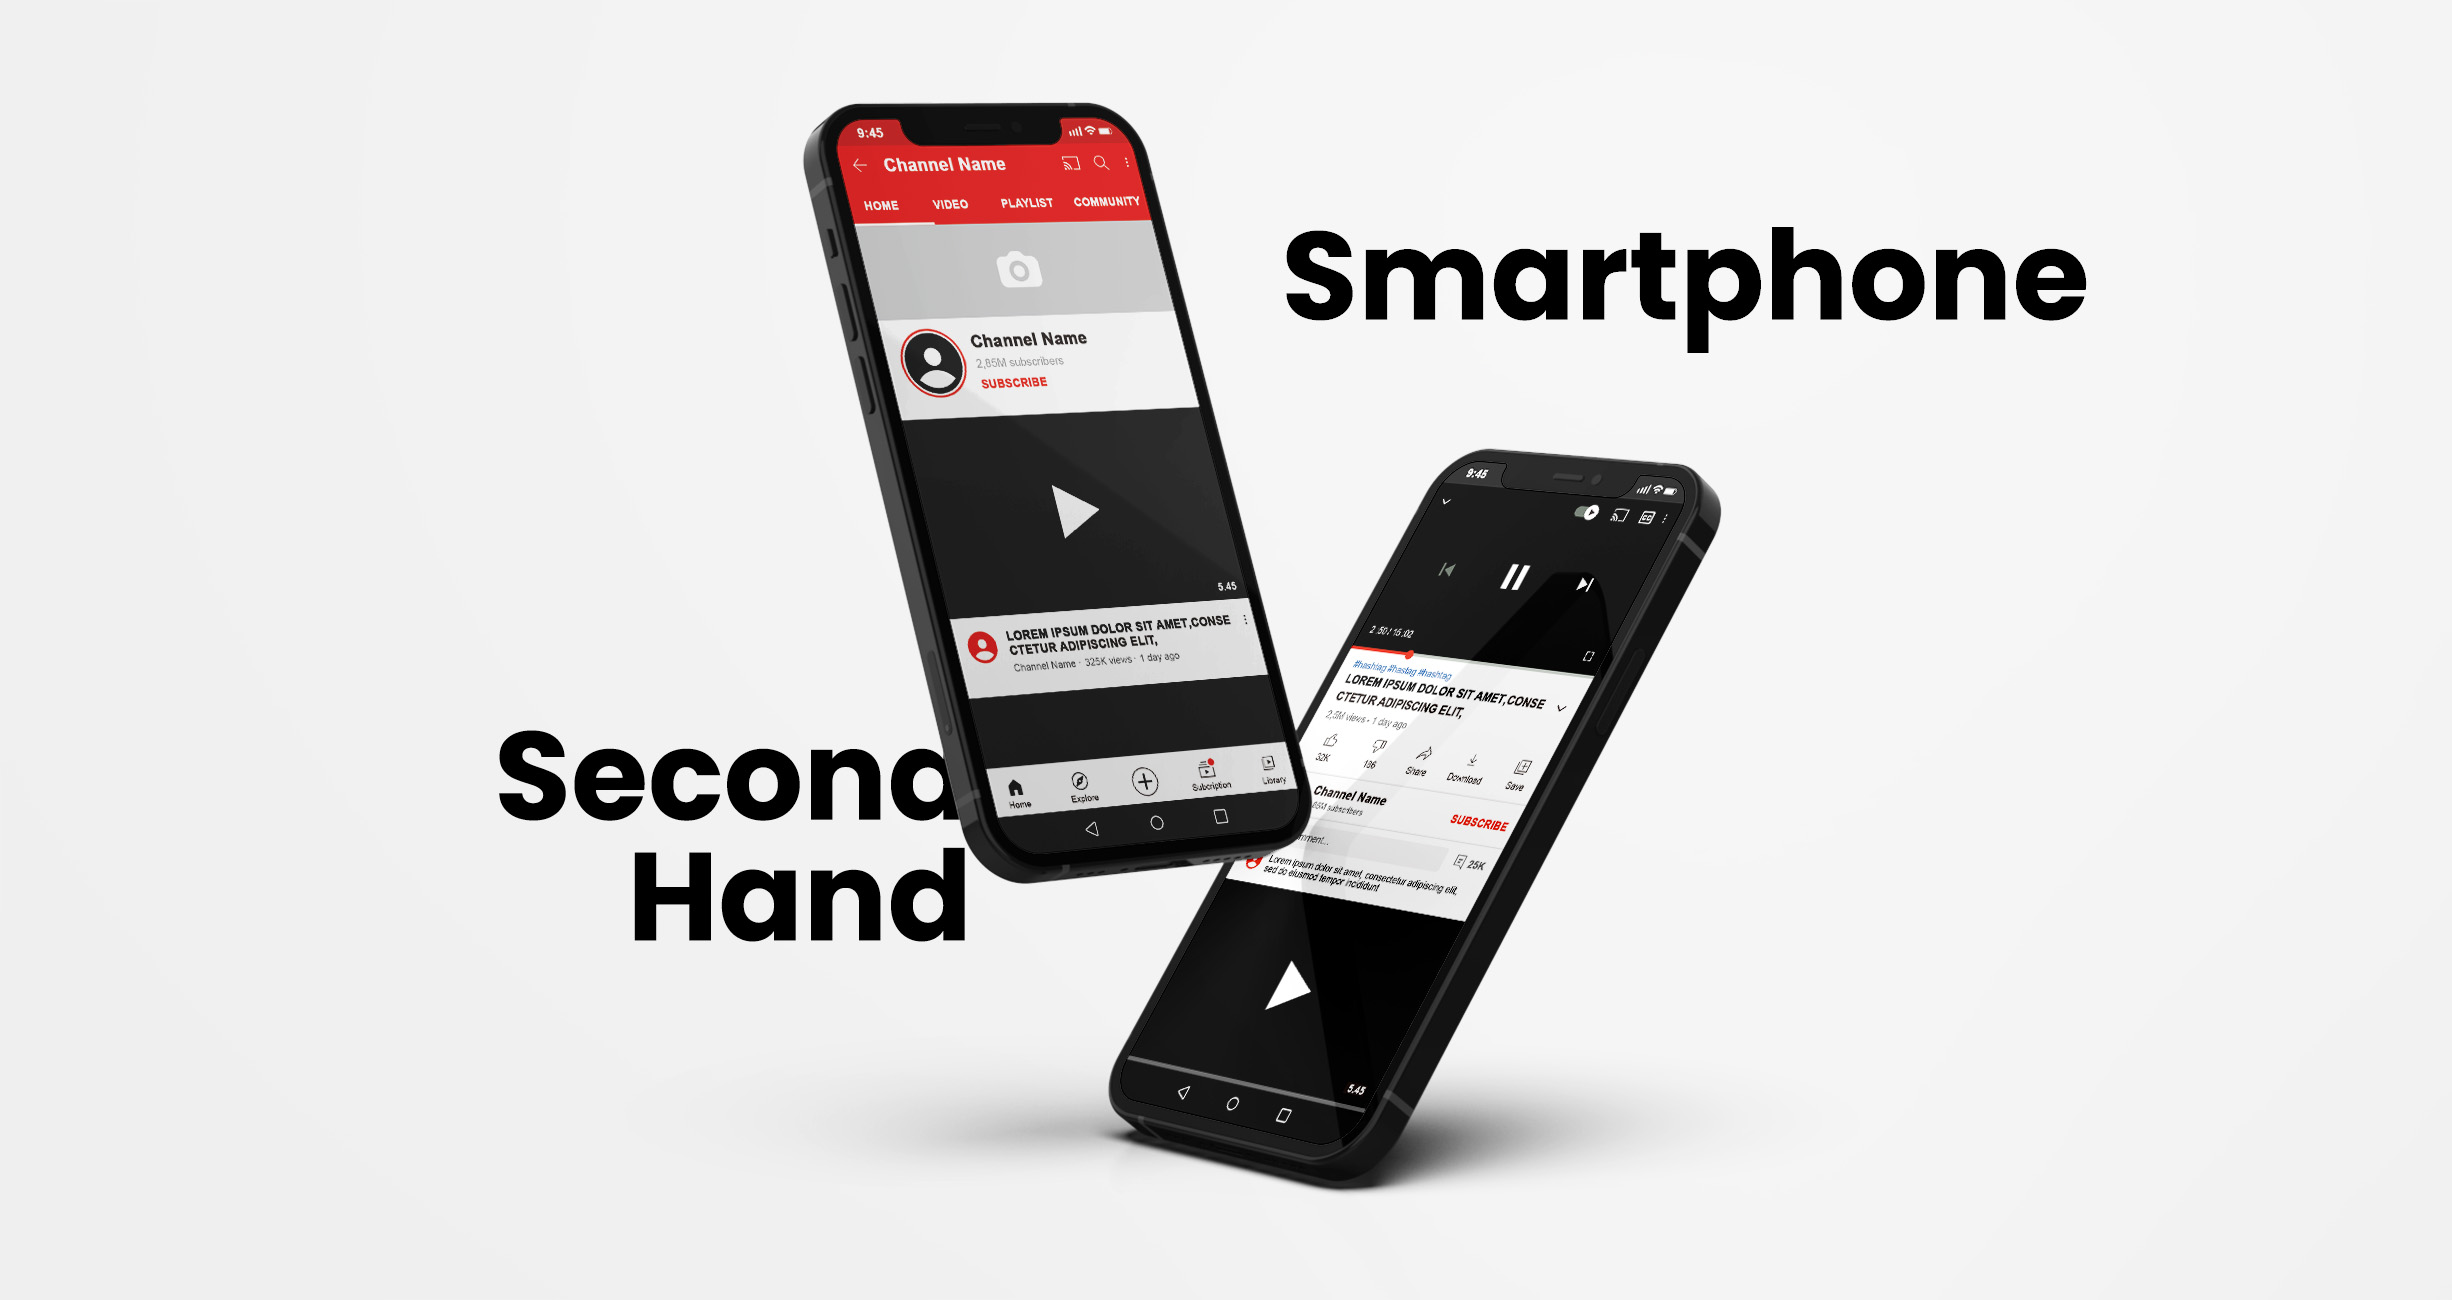 Smartphone
Second
Hand
9:45
Channel Name
HOME VIDEO PLAYLIST COMMUNITY
Channel Name
2,85M subscribers
SUBSCRIBE
5.45
LOREM IPSUM DOLOR SIT AMET,CONSE
CTETUR ADIPISCING ELIT,
Channel Name · 325K views · 1 day ago
Home Explore Subcription Library
9:45
CC
2 :50 / 15 :02
#hashtag #hastag #hashtag
LOREM IPSUM DOLOR SIT AMET,CONSE
CTETUR ADIPISCING ELIT,
2,5M views • 1 day ago
32K 186 Share Download Save
Channel Name
subscribers
SUBSCRIBE
25K
Lorem ipsum dolor sit amet, consectetur adipiscing elit,
sed do eiusmod tempor incididunt
5.45